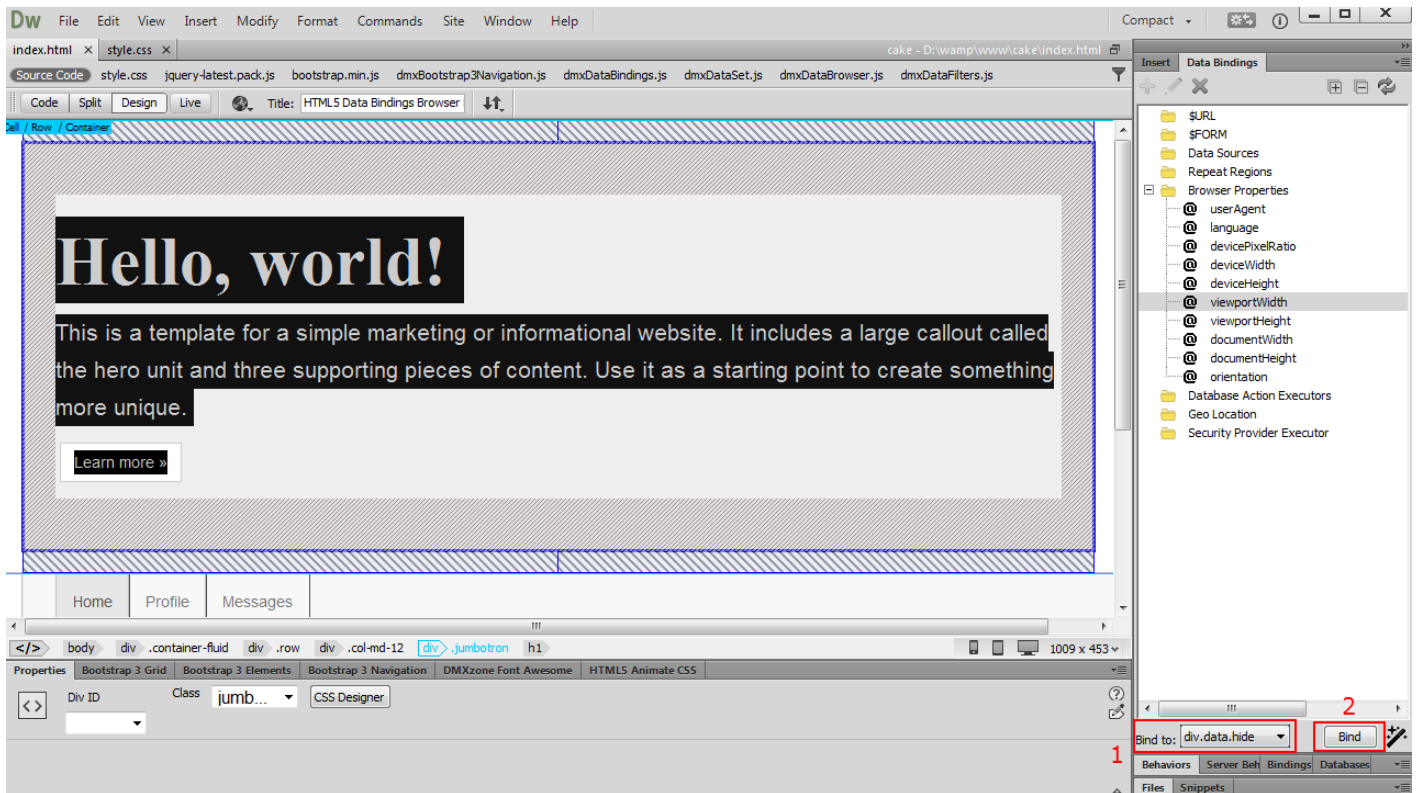 Dw File Edit View Insert Modify Format Commands Site Window Help Compact
index.html × style.css × cake - D:\wamp\www\cake\index.html
Source Code style.css jquery-latest.pack.js bootstrap.min.js dmxBootstrap3Navigation.js dmxDataBindings.js dmxDataSet.js dmxDataBrowser.js dmxDataFilters.js
Code Split Design Live Title: HTML5 Data Bindings Browser
Cell / Row / Container
Hello, world!
This is a template for a simple marketing or informational website. It includes a large callout called
the hero unit and three supporting pieces of content. Use it as a starting point to create something
more unique.
Learn more »
Home Profile Messages
</> body div .container-fluid div .row div .col-md-12 div .jumbotron h1 1009 x 453
Properties Bootstrap 3 Grid Bootstrap 3 Elements Bootstrap 3 Navigation DMXzone Font Awesome HTML5 Animate CSS
Div ID Class jumb... CSS Designer
Insert Data Bindings
$URL
$FORM
Data Sources
Repeat Regions
Browser Properties
@ userAgent
@ language
@ devicePixelRatio
@ deviceWidth
@ deviceHeight
@ viewportWidth
@ viewportHeight
@ documentWidth
@ documentHeight
@ orientation
Database Action Executors
Geo Location
Security Provider Executor
2
Bind to: div.data.hide Bind
1
Behaviors Server Beh Bindings Databases
Files Snippets